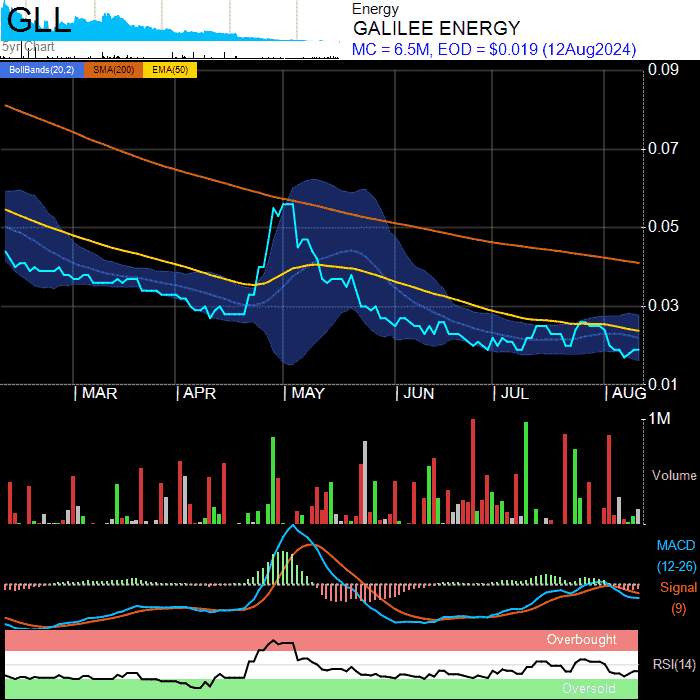 GLL
5yr Chart
Energy
GALILEE ENERGY
MC = 6.5M, EOD = $0.019 (12Aug2024)
BollBands(20,2) SMA(200) EMA(50)
0.09
0.07
0.05
0.03
0.01
MAR APR MAY JUN JUL AUG
1M
Volume
MACD
(12-26)
Signal
(9)
Overbought
RSI(14)
Oversold